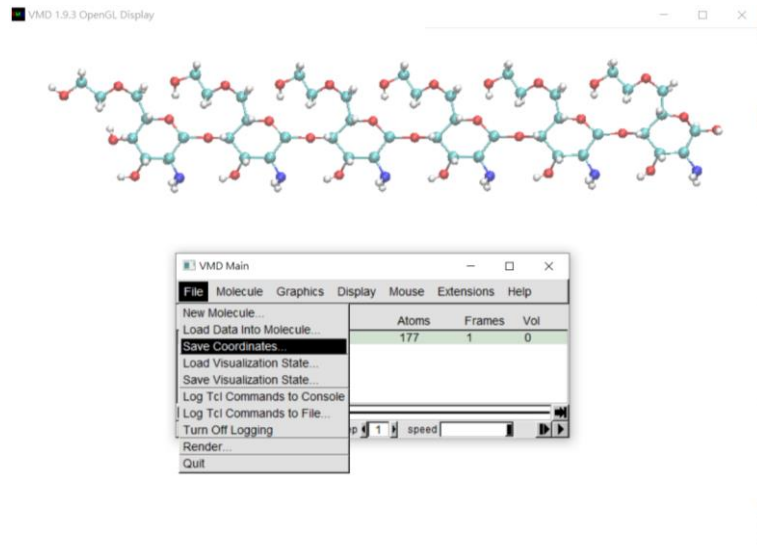 VMD 1.9.3 OpenGL Display
VMD Main
File Molecule Graphics Display Mouse Extensions Help
New Molecule...
Load Data Into Molecule...
Save Coordinates...
Load Visualization State...
Save Visualization State...
Log Tcl Commands to Console
Log Tcl Commands to File...
Turn Off Logging
Render...
Quit
Atoms Frames Vol
177 1 0
1 speed